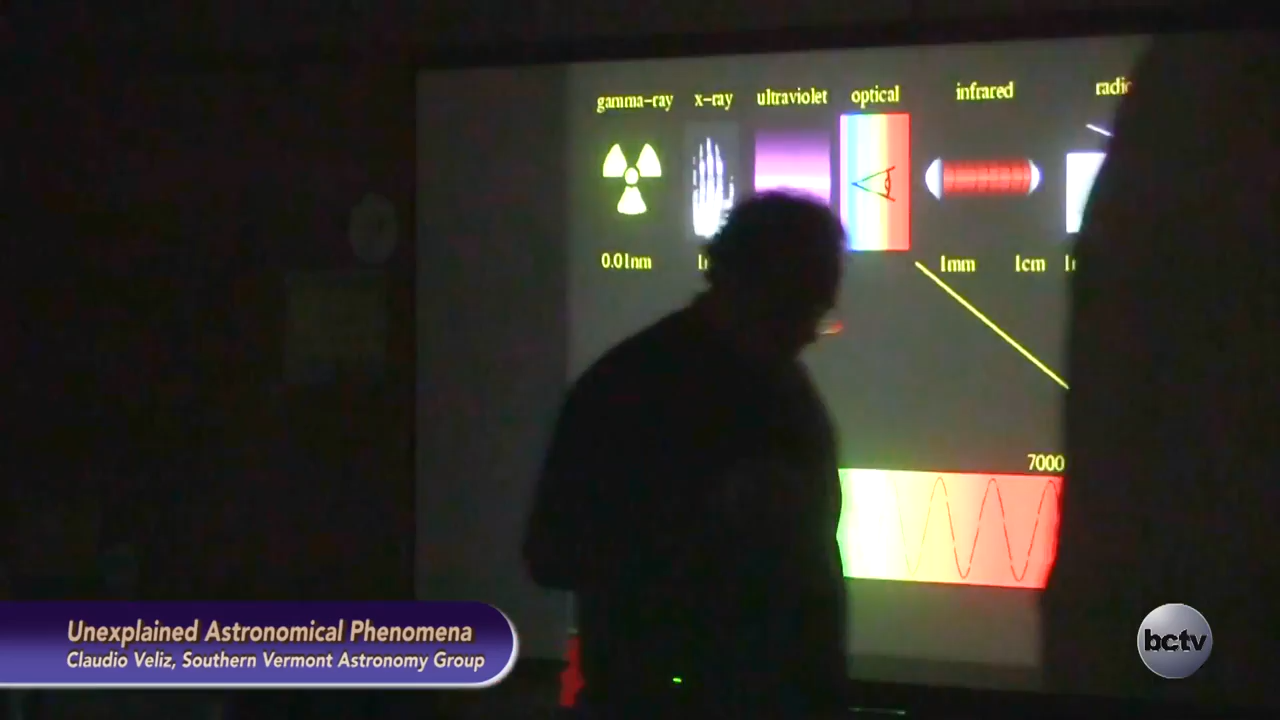 gamma-ray x-ray ultraviolet optical infrared radio
0.01nm 1mm 1cm
7000
Unexplained Astronomical Phenomena
Claudio Veliz, Southern Vermont Astronomy Group
bctv